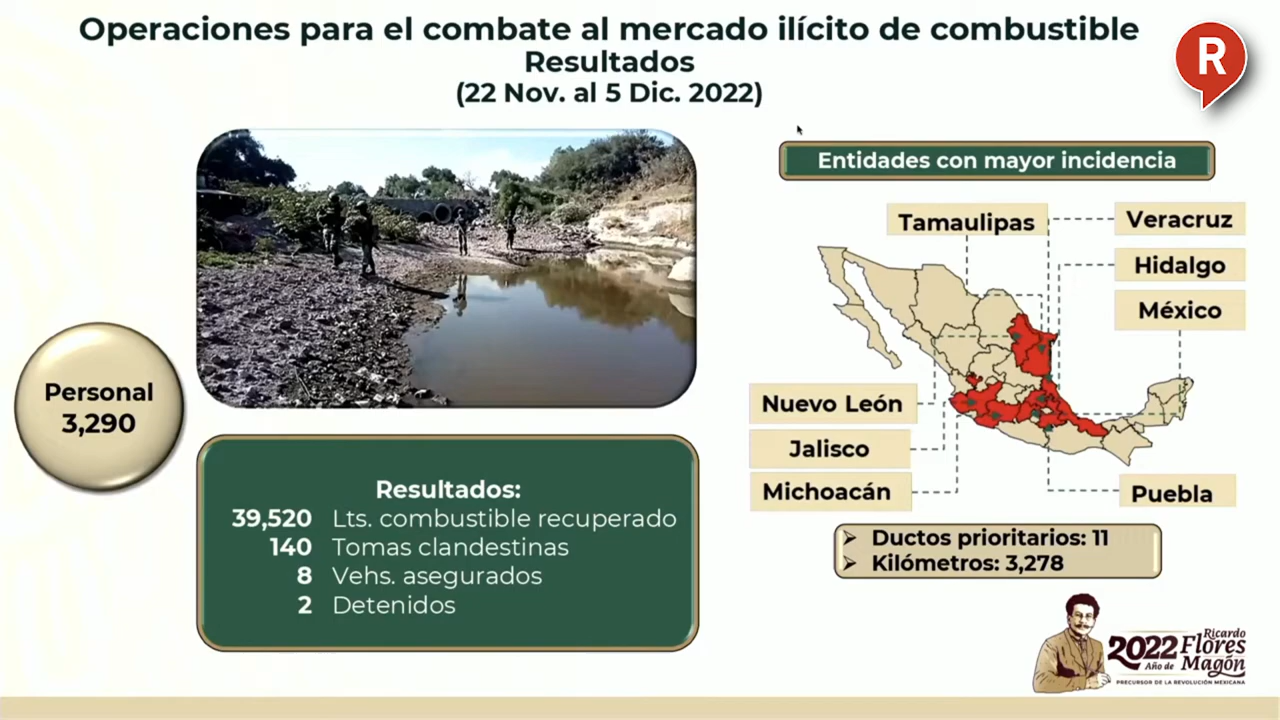 Operaciones para el combate al mercado ilícito de combustible
Resultados
(22 Nov. al 5 Dic. 2022)
R
Entidades con mayor incidencia
Tamaulipas
Veracruz
Hidalgo
México
Nuevo León
Jalisco
Michoacán
Puebla
Personal
3,290
Resultados:
39,520 Lts. combustible recuperado
140 Tomas clandestinas
8 Vehs. asegurados
2 Detenidos
Ductos prioritarios: 11
Kilómetros: 3,278
2022 Ricardo
Año de Flores
Magón
PRECURSOR DE LA REVOLUCIÓN MEXICANA